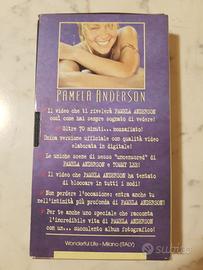 PAMELA ANDERSON
Il video che ti rivelerà PAMELA ANDERSON
così come hai sempre sognato di vedere!
Oltre 70 minuti... mozzafiato!
Unica versione ufficiale con qualità video
elaborata in digitale!
Le uniche scene di sesso "uncensored" di
PAMELA ANDERSON e TOMMY LEE!
Il video che PAMELA ANDERSON ha tentato
di bloccare in tutti i modi!
Non perdere l'occasione: entra anche tu
nell'intimità più profonda di PAMELA ANDERSON!
Per te anche uno speciale che racconta
l'incredibile vita di PAMELA ANDERSON
con un... succulento album fotografico!
Wonderful Life - Milano (ITALY)
Subito